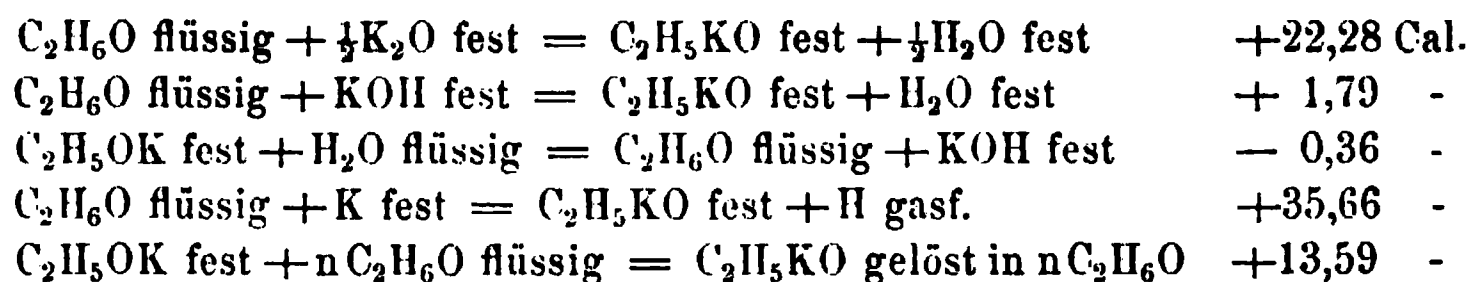 C₂H₆O flüssig + ½K₂O fest = C₂H₅KO fest + ½H₂O fest +22,28 Cal.
C₂H₆O flüssig + KOH fest = C₂H₅KO fest + H₂O fest + 1,79 -
C₂H₅OK fest + H₂O flüssig = C₂H₆O flüssig + KOH fest — 0,36 -
C₂H₆O flüssig + K fest = C₂H₅KO fest + H gasf. +35,66 -
C₂H₅OK fest + nC₂H₆O flüssig = C₂H₅KO gelöst in nC₂H₆O +13,59 -